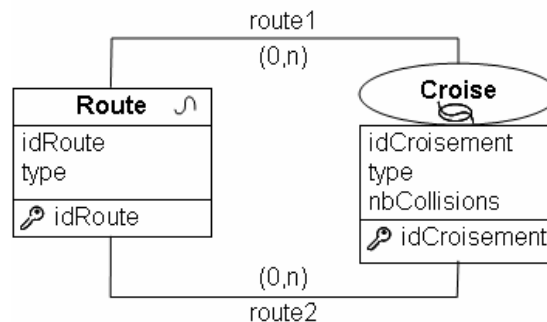 route1
(0,n)
Route
idRoute
type
idRoute
Croise
idCroisement
type
nbCollisions
idCroisement
(0,n)
route2